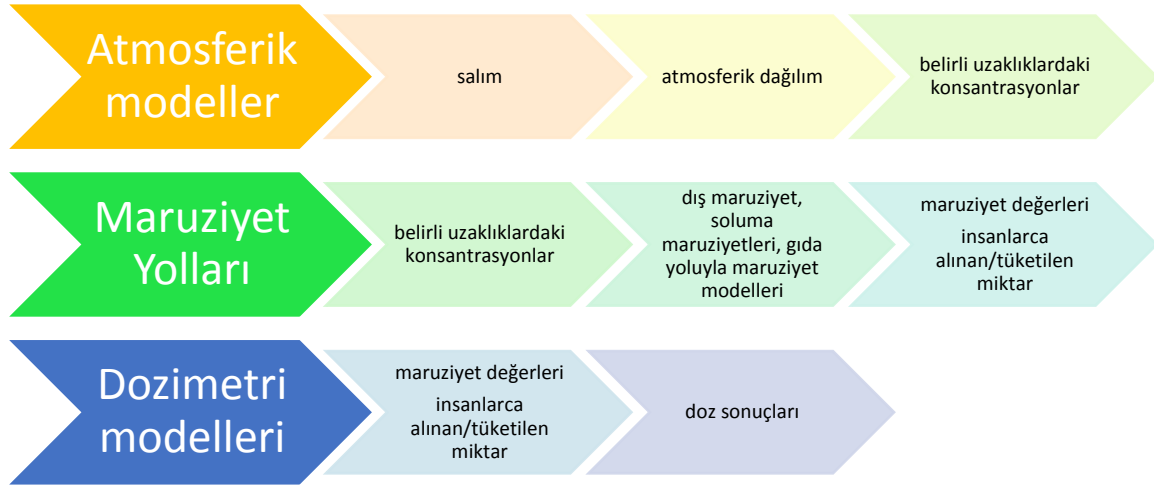 Atmosferik
modeller
salım
atmosferik dağılım
belirli uzaklıklardaki
konsantrasyonlar
Maruziyet
Yolları
belirli uzaklıklardaki
konsantrasyonlar
dış maruziyet,
soluma
maruziyetleri, gıda
yoluyla maruziyet
modelleri
maruziyet değerleri
insanlarca
alınan/tüketilen
miktar
Dozimetri
modelleri
maruziyet değerleri
insanlarca
alınan/tüketilen
miktar
doz sonuçları